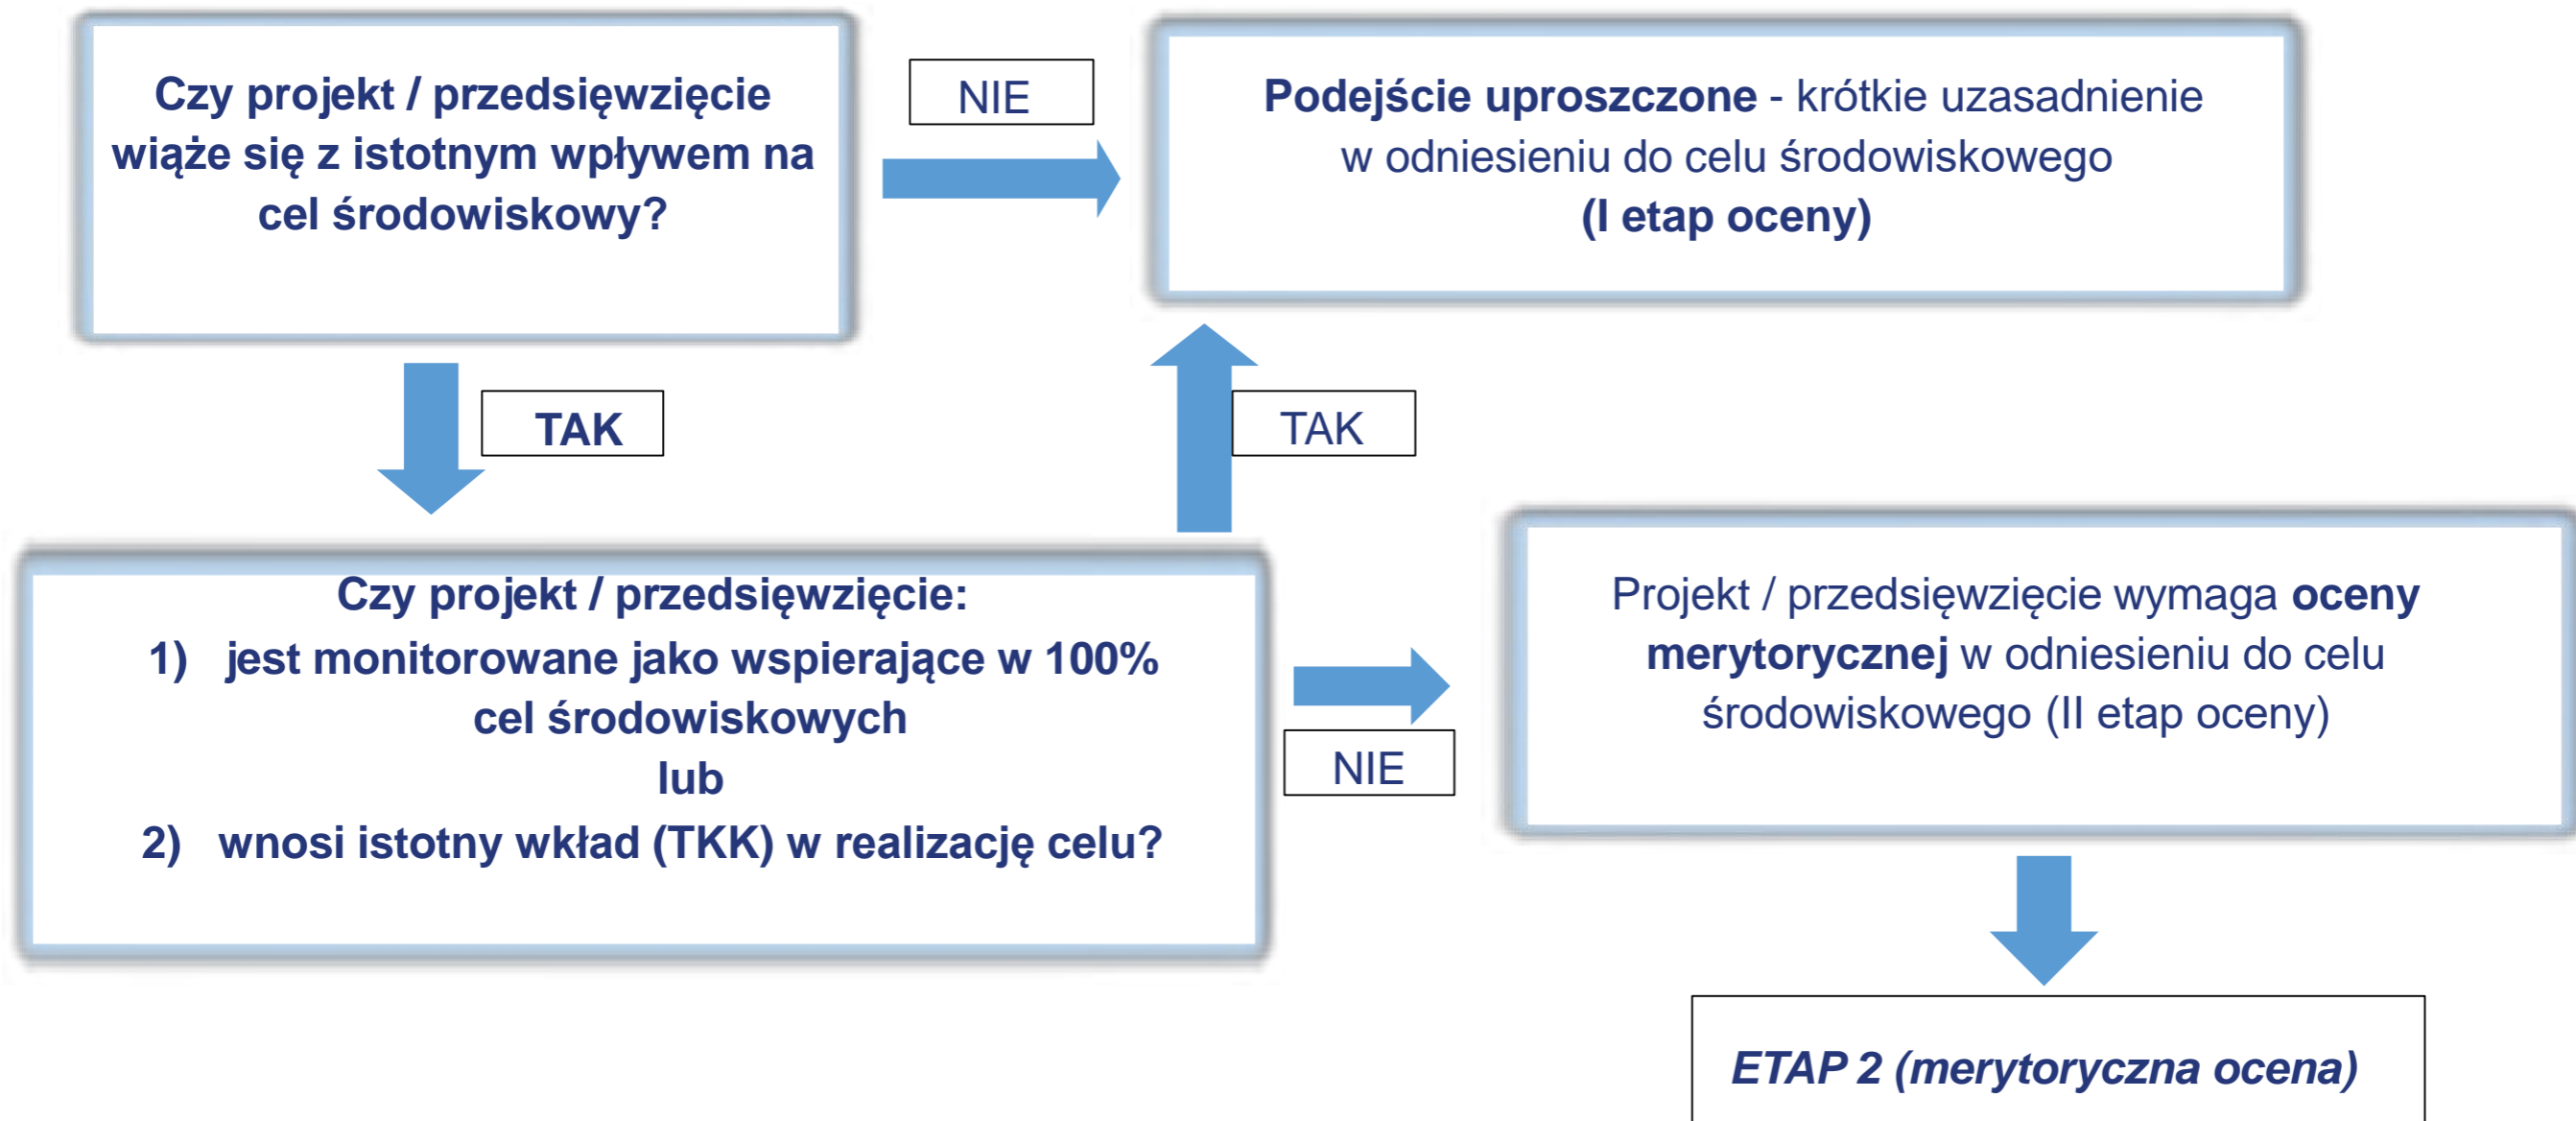 Czy projekt / przedsięwzięcie
wiąże się z istotnym wpływem na
cel środowiskowy?
NIE
Podejście uproszczone - krótkie uzasadnienie
w odniesieniu do celu środowiskowego
(I etap oceny)
TAK
TAK
Czy projekt / przedsięwzięcie:
1) jest monitorowane jako wspierające w 100%
cel środowiskowych
lub
2) wnosi istotny wkład (TKK) w realizację celu?
NIE
Projekt / przedsięwzięcie wymaga oceny
merytorycznej w odniesieniu do celu
środowiskowego (II etap oceny)
ETAP 2 (merytoryczna ocena)